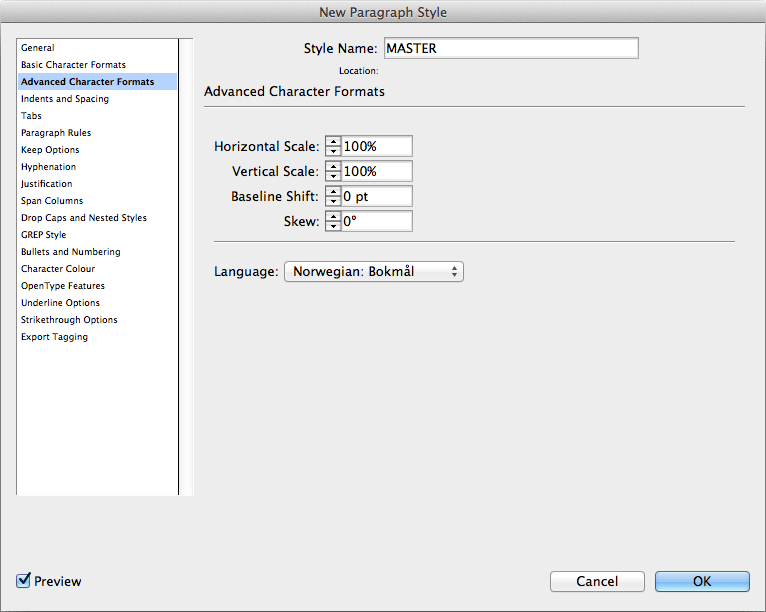 New Paragraph Style
General
Basic Character Formats
Advanced Character Formats
Indents and Spacing
Tabs
Paragraph Rules
Keep Options
Hyphenation
Justification
Span Columns
Drop Caps and Nested Styles
GREP Style
Bullets and Numbering
Character Colour
OpenType Features
Underline Options
Strikethrough Options
Export Tagging
Style Name: MASTER
Location:
Advanced Character Formats
Horizontal Scale: 100%
Vertical Scale: 100%
Baseline Shift: 0 pt
Skew: 0°
Language: Norwegian: Bokmål
Preview
Cancel
OK